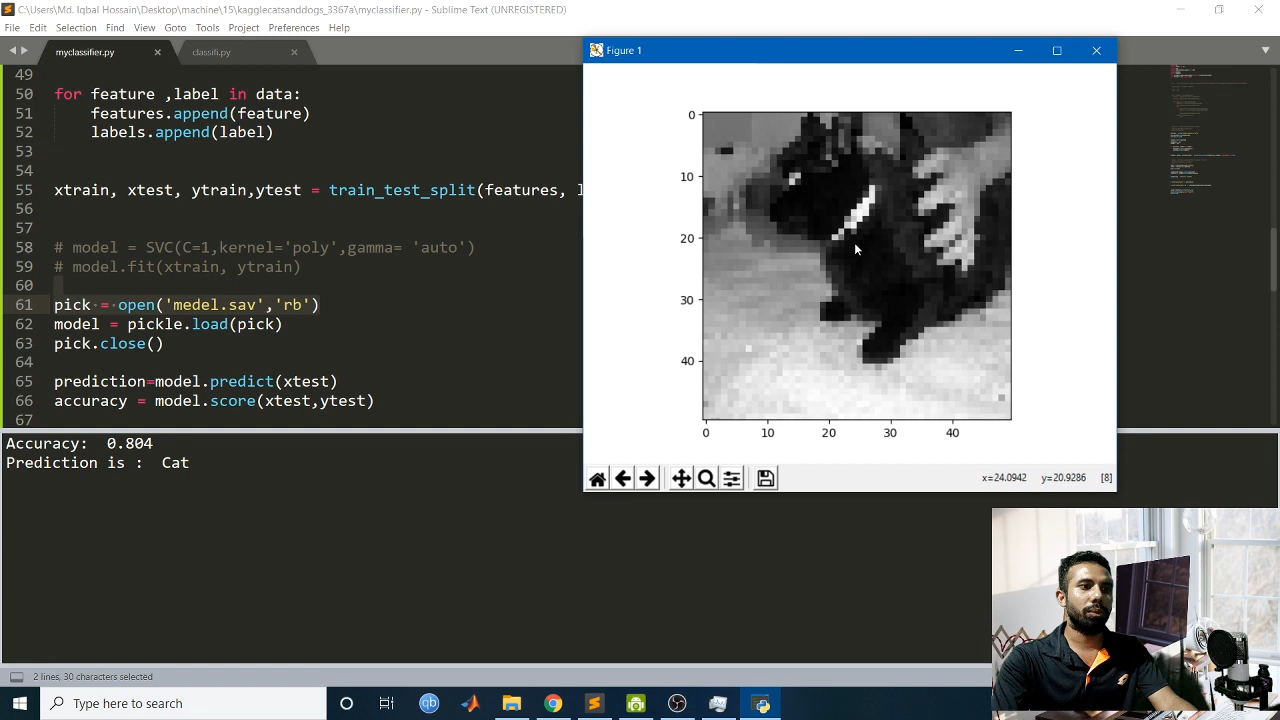 C:\Users\Md. Iqbal Hossain\Desktop\machine\15\kagglecatsanddogs_3367a\myclassifier.py - Sublime Text (UNREGISTERED)
File Edit Selection Find View Goto Tools Project Preferences Help
myclassifier.py
classifi.py
Figure 1
49
50 for feature ,label in data:
51 features.append(feature)
52 labels.append(label)
53
54
55 xtrain, xtest, ytrain,ytest = train_test_split(features,
56
57
58 # model = SVC(C=1,kernel='poly',gamma= 'auto')
59 # model.fit(xtrain, ytrain)
60
61 pick = open('medel.sav','rb')
62 model = pickle.load(pick)
63 pick.close()
64
65 prediction=model.predict(xtest)
66 accuracy = model.score(xtest,ytest)
67
0
10
20
30
40
0 10 20 30 40
x=24.0942 y=20.9286 [8]
Accuracy: 0.804
Prediction is : Cat
2 lines, 30 characters selected
Type here to search